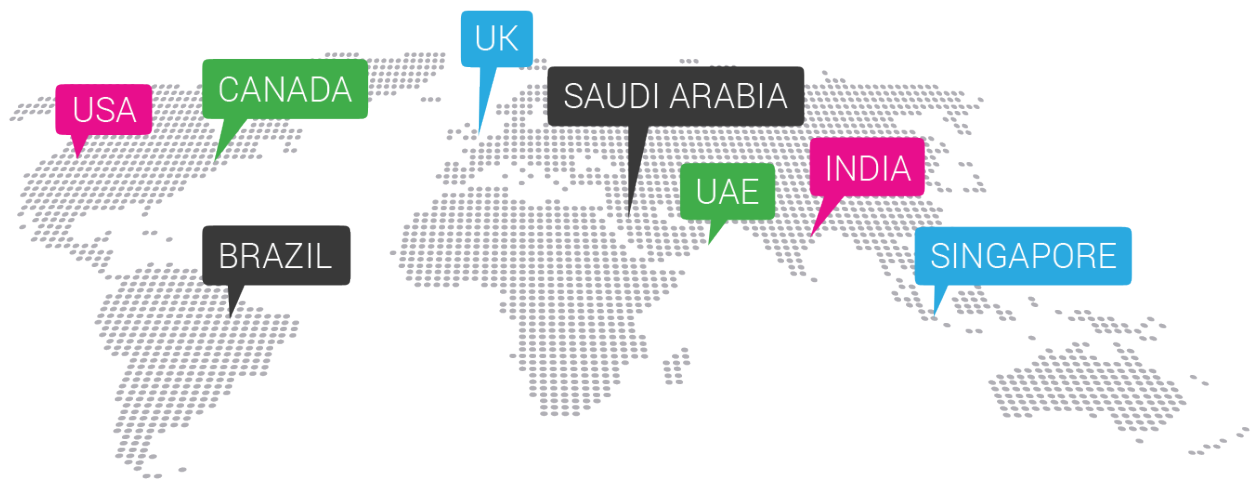 UK
CANADA
SAUDI ARABIA
USA
INDIA
UAE
BRAZIL
SINGAPORE